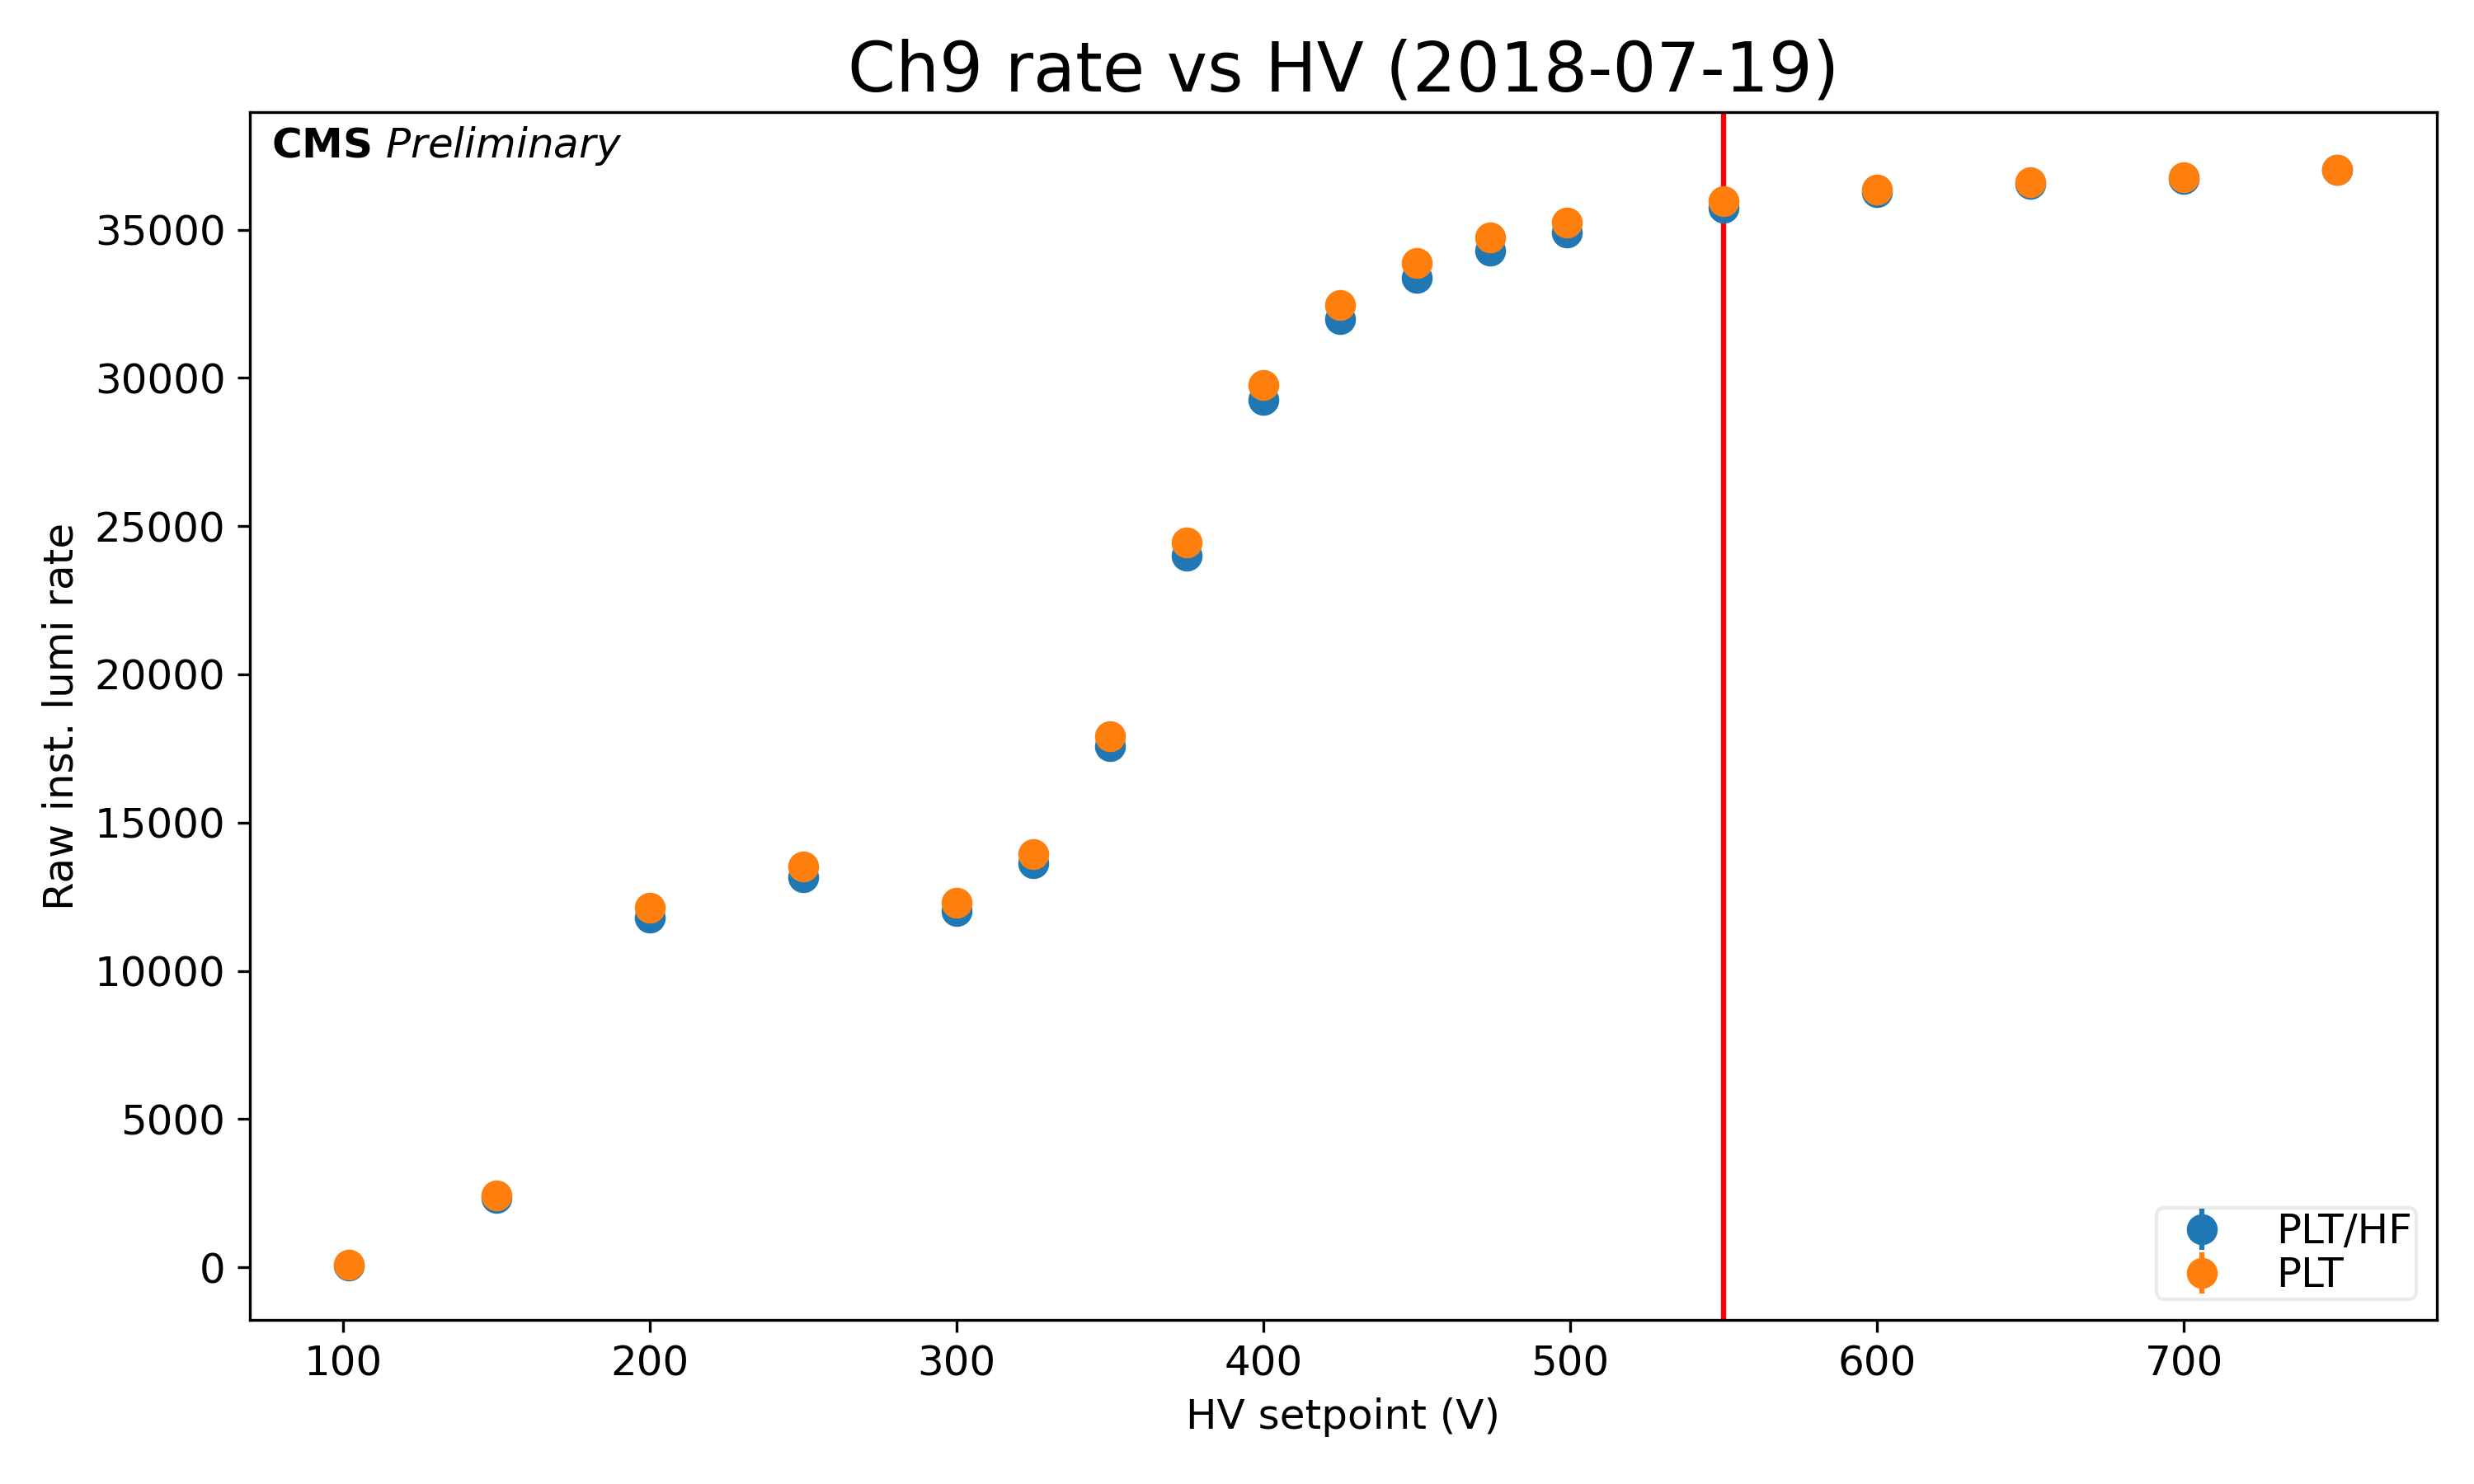 Ch9 rate vs HV (2018-07-19)
CMS Preliminary
35000
30000
25000
20000
15000
10000
5000
0
Raw inst. lumi rate
100 200 300 400 500 600 700
HV setpoint (V)
PLT/HF
PLT